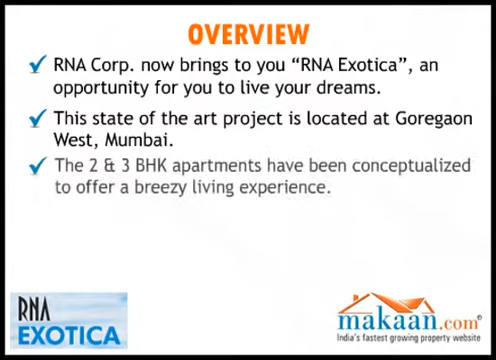 OVERVIEW
RNA Corp. now brings to you “RNA Exotica”, an
opportunity for you to live your dreams.
This state of the art project is located at Goregaon
West, Mumbai.
The 2 & 3 BHK apartments have been conceptualized
to offer a breezy living experience.
RNA
EXOTICA
makaan.com®
India's fastest growing property website